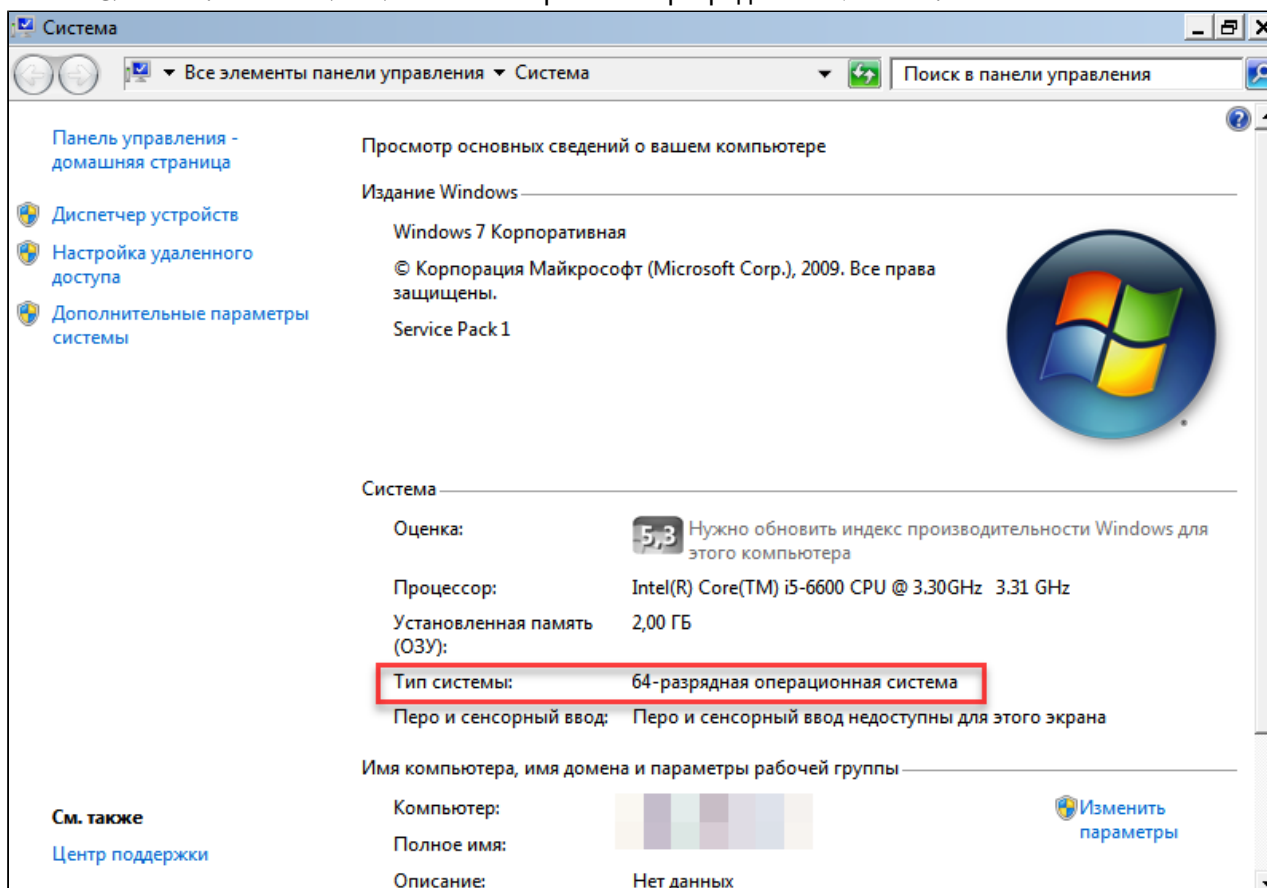 Система
Все элементы панели управления Система
Поиск в панели управления
Панель управления -
домашняя страница
Диспетчер устройств
Настройка удаленного
доступа
Дополнительные параметры
системы
Просмотр основных сведений о вашем компьютере
Издание Windows
Windows 7 Корпоративная
© Корпорация Майкрософт (Microsoft Corp.), 2009. Все права
защищены.
Service Pack 1
Система
Оценка:
5,3 Нужно обновить индекс производительности Windows для
этого компьютера
Процессор: Intel(R) Core(TM) i5-6600 CPU @ 3.30GHz 3.31 GHz
Установленная память 2,00 ГБ
(ОЗУ):
Тип системы: 64-разрядная операционная система
Перо и сенсорный ввод: Перо и сенсорный ввод недоступны для этого экрана
Имя компьютера, имя домена и параметры рабочей группы
Компьютер:
Изменить
параметры
Полное имя:
Описание: Нет данных
См. также
Центр поддержки